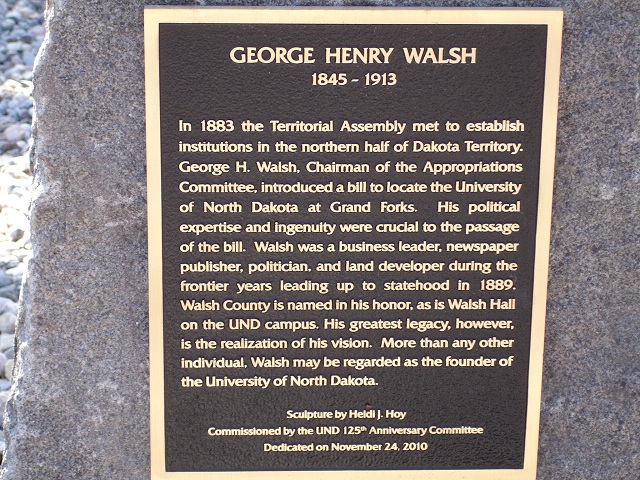 GEORGE HENRY WALSH
1845 - 1913
In 1883 the Territorial Assembly met to establish
institutions in the northern half of Dakota Territory.
George H. Walsh, Chairman of the Appropriations
Committee, introduced a bill to locate the University
of North Dakota at Grand Forks. His political
expertise and ingenuity were crucial to the passage
of the bill. Walsh was a business leader, newspaper
publisher, politician, and land developer during the
frontier years leading up to statehood in 1889.
Walsh County is named in his honor, as is Walsh Hall
on the UND campus. His greatest legacy, however,
is the realization of his vision. More than any other
individual, Walsh may be regarded as the founder of
the University of North Dakota.
Sculpture by Heidi J. Hoy
Commissioned by the UND 125th Anniversary Committee
Dedicated on November 24, 2010